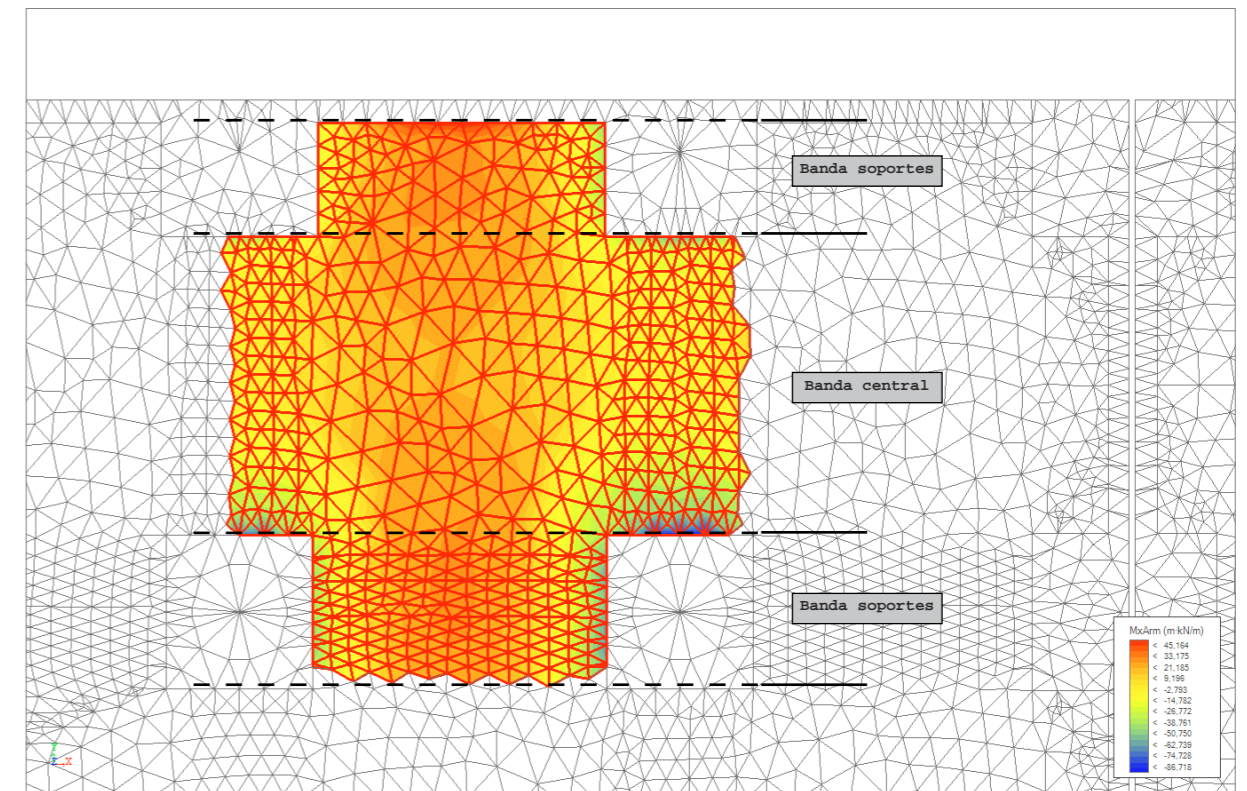 Banda soportes
Banda central
Banda soportes
MxArm (m·kN/m)
< 45,164
< 33,175
< 21,185
< 9,196
< -2,793
< -14,782
< -26,772
< -38,761
< -50,750
< -62,739
< -74,728
< -86,718
Y
Z X